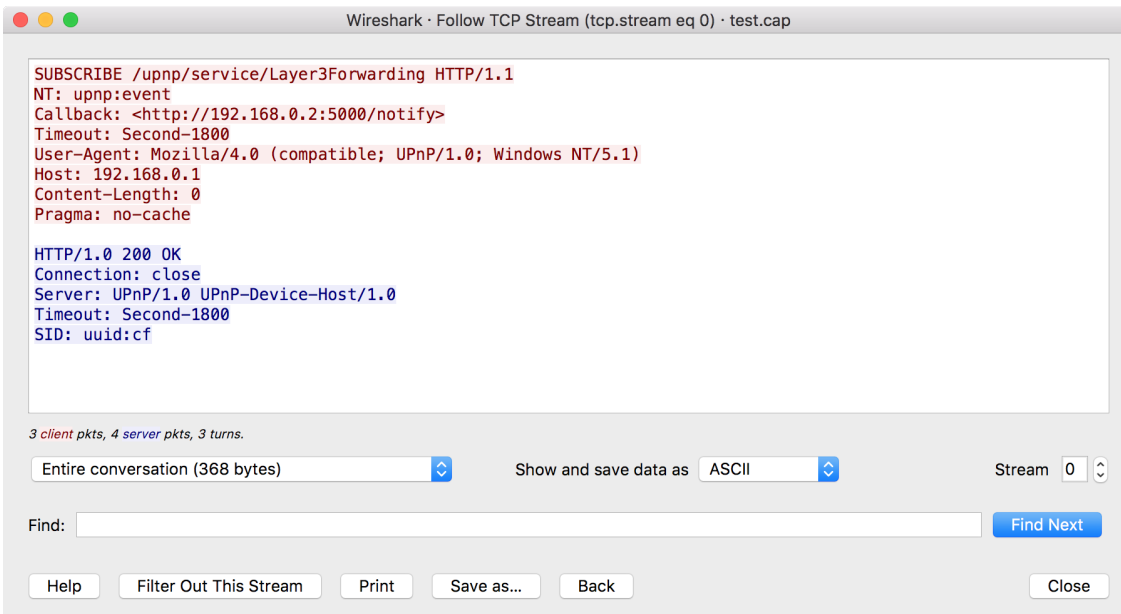 Wireshark · Follow TCP Stream (tcp.stream eq 0) · test.cap
SUBSCRIBE /upnp/service/Layer3Forwarding HTTP/1.1
NT: upnp:event
Callback: <http://192.168.0.2:5000/notify>
Timeout: Second-1800
User-Agent: Mozilla/4.0 (compatible; UPnP/1.0; Windows NT/5.1)
Host: 192.168.0.1
Content-Length: 0
Pragma: no-cache
HTTP/1.0 200 OK
Connection: close
Server: UPnP/1.0 UPnP-Device-Host/1.0
Timeout: Second-1800
SID: uuid:cf
3 client pkts, 4 server pkts, 3 turns.
Entire conversation (368 bytes) Show and save data as ASCII Stream 0
Find: Find Next
Help Filter Out This Stream Print Save as... Back Close